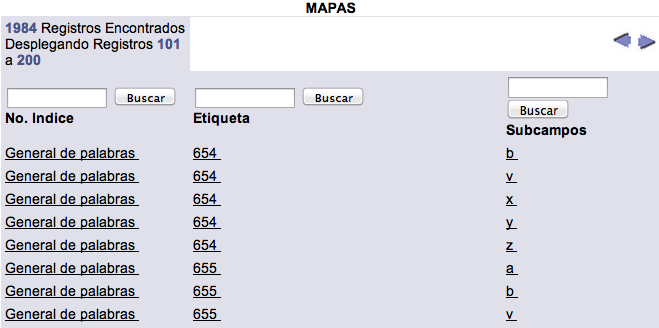 MAPAS
1984 Registros Encontrados
Desplegando Registros 101
a 200
Buscar Buscar Buscar
No. Indice Etiqueta Subcampos
General de palabras 654 b
General de palabras 654 v
General de palabras 654 x
General de palabras 654 y
General de palabras 654 z
General de palabras 655 a
General de palabras 655 b
General de palabras 655 v